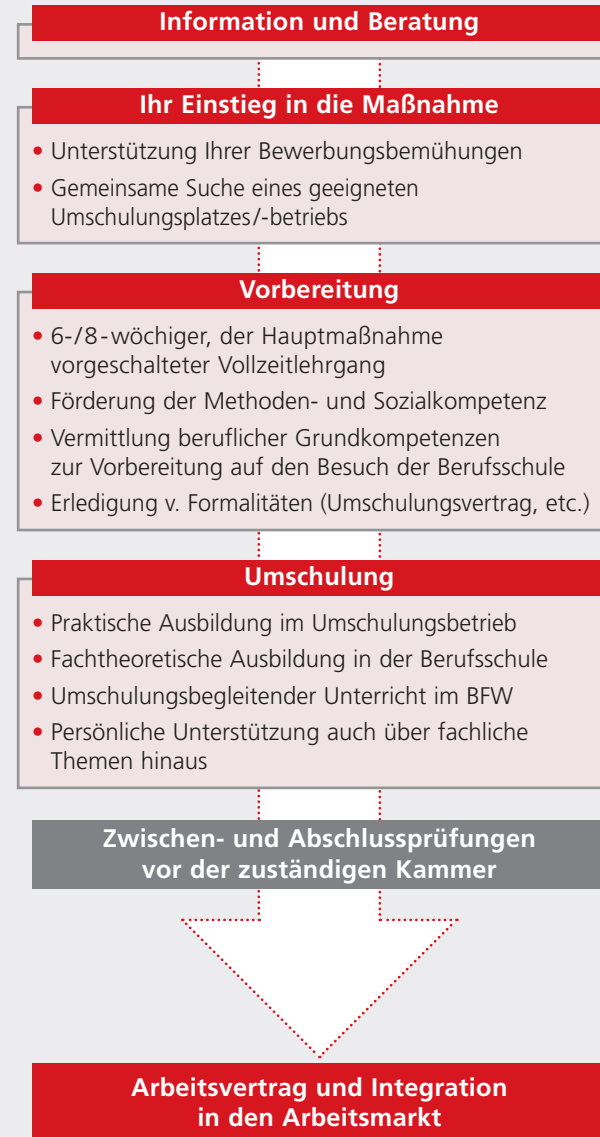 Information und Beratung
Ihr Einstieg in die Maßnahme
• Unterstützung Ihrer Bewerbungsbemühungen
• Gemeinsame Suche eines geeigneten
Umschulungsplatzes/-betriebs
Vorbereitung
• 6-/8-wöchiger, der Hauptmaßnahme
vorgeschalteter Vollzeitlehrgang
• Förderung der Methoden- und Sozialkompetenz
• Vermittlung beruflicher Grundkompetenzen
zur Vorbereitung auf den Besuch der Berufsschule
• Erledigung v. Formalitäten (Umschulungsvertrag, etc.)
Umschulung
• Praktische Ausbildung im Umschulungsbetrieb
• Fachtheoretische Ausbildung in der Berufsschule
• Umschulungsbegleitender Unterricht im BFW
• Persönliche Unterstützung auch über fachliche
Themen hinaus
Zwischen- und Abschlussprüfungen
vor der zuständigen Kammer
Arbeitsvertrag und Integration
in den Arbeitsmarkt